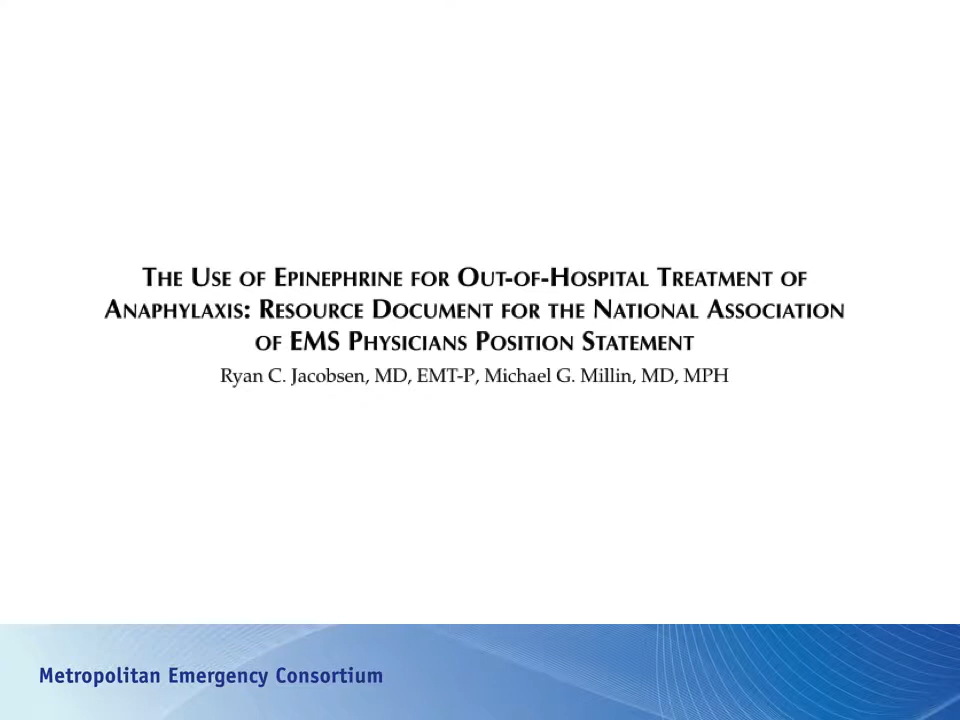 The Use of Epinephrine for Out-of-Hospital Treatment of
Anaphylaxis: Resource Document for the National Association
of EMS Physicians Position Statement
Ryan C. Jacobsen, MD, EMT-P, Michael G. Millin, MD, MPH
Metropolitan Emergency Consortium